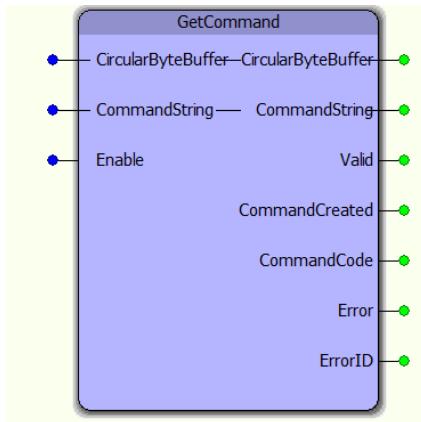 GetCommand
CircularByteBuffer CircularByteBuffer
CommandString CommandString
Enable Valid
CommandCreated
CommandCode
Error
ErrorID